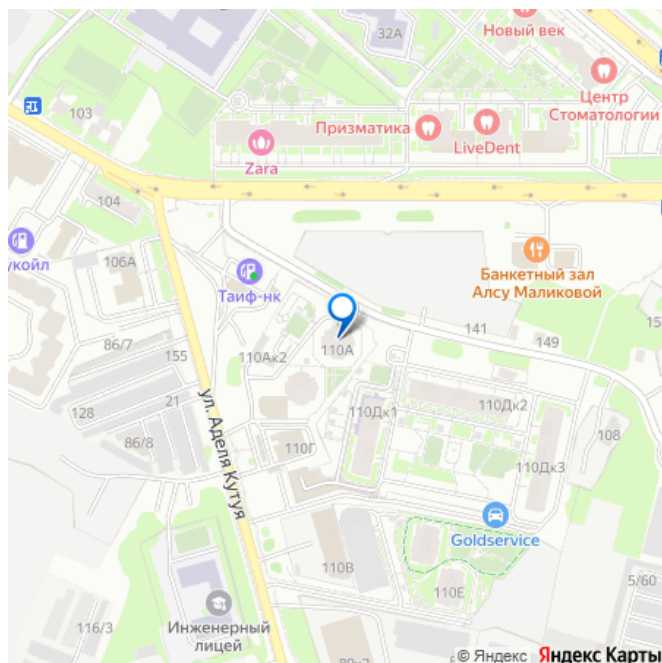 Новый век
32А
Центр
Стоматологии
103
Призматика
LiveDent
Zara
104
укойл
106А
Таиф-нк
Банкетный зал
Алсу Маликовой
141
149
15
86/7
155
110Ак2
110А
128
21
110Дк1
110Дк2
86/8
ул. Аделя Кутуя
110Г
108
110Дк3
Goldservice
110В
110Е
5/60
116/3
Инженерный
лицей
© Яндекс Яндекс Карты